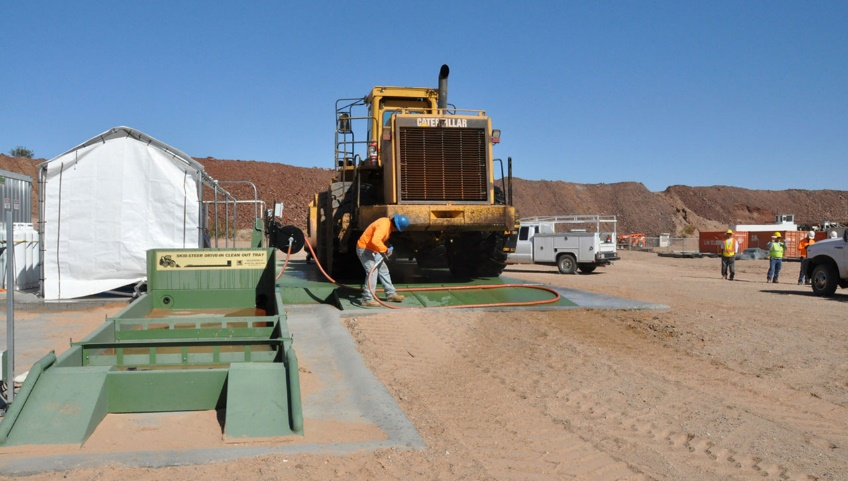 CATERPILLAR
SKID-STEER DRIVE-IN CLEAN OUT TRAY